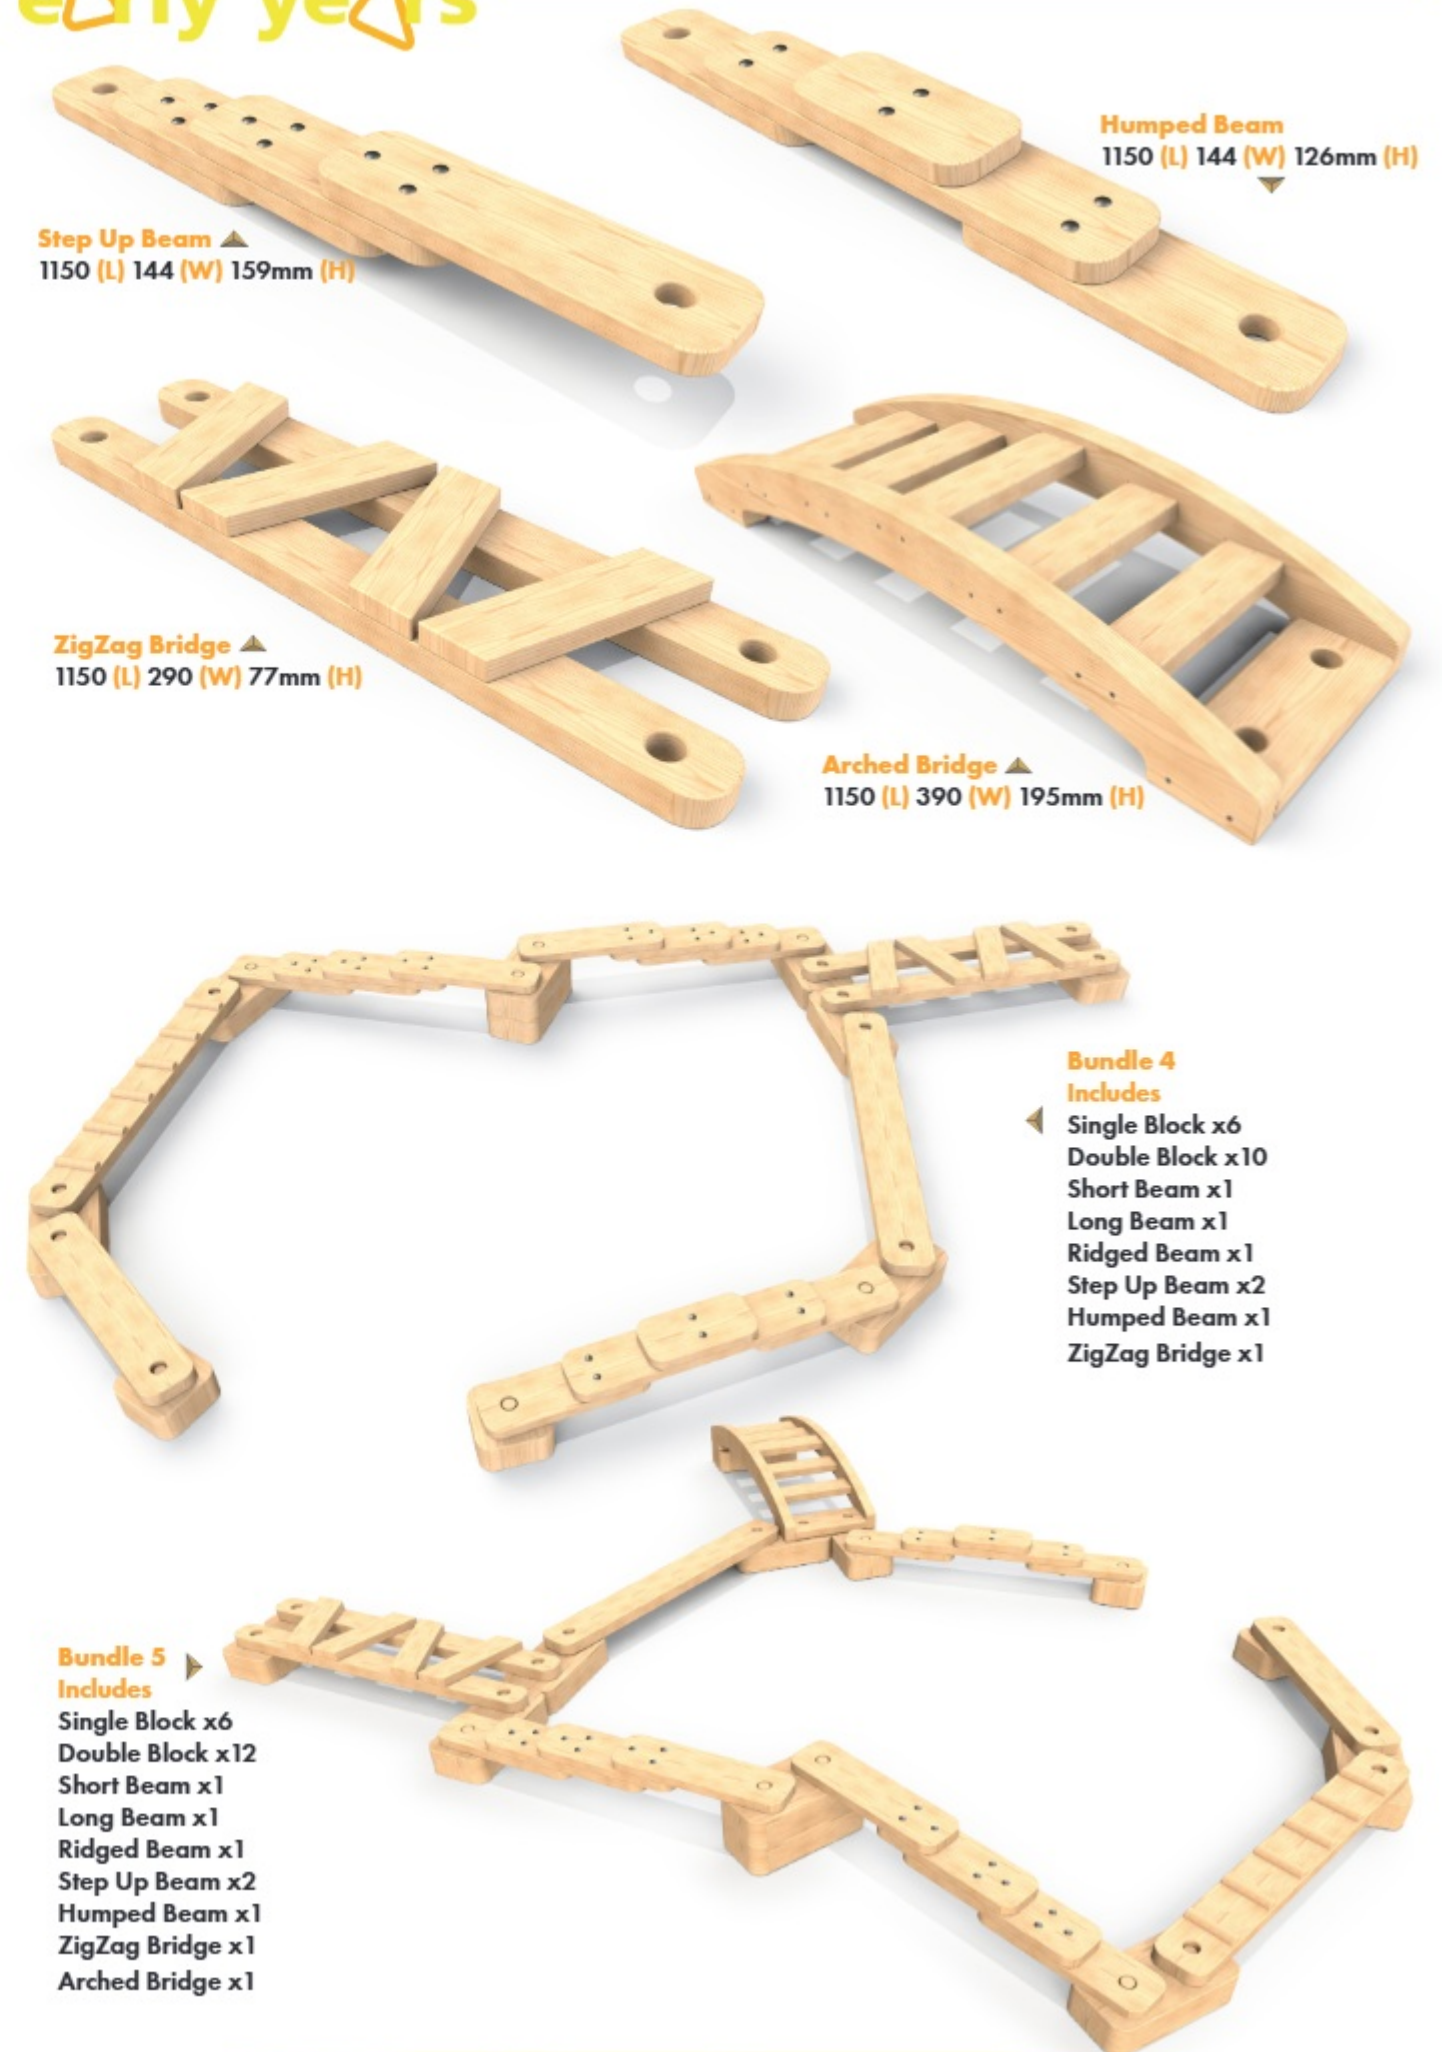 early years
Humped Beam
1150 (L) 144 (W) 126mm (H)
Step Up Beam
1150 (L) 144 (W) 159mm (H)
ZigZag Bridge
1150 (L) 290 (W) 77mm (H)
Arched Bridge
1150 (L) 390 (W) 195mm (H)
Bundle 4
Includes
Single Block x6
Double Block x10
Short Beam x1
Long Beam x1
Ridged Beam x1
Step Up Beam x2
Humped Beam x1
ZigZag Bridge x1
Bundle 5
Includes
Single Block x6
Double Block x12
Short Beam x1
Long Beam x1
Ridged Beam x1
Step Up Beam x2
Humped Beam x1
ZigZag Bridge x1
Arched Bridge x1